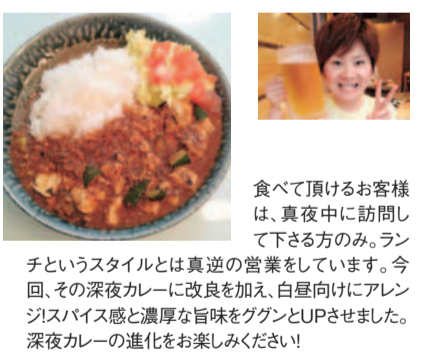 食べて頂けるお客様
は、真夜中に訪問し
て下さる方のみ。ラン
チというスタイルとは真逆の営業をしています。今
回、その深夜カレーに改良を加え、白昼向けにアレン
ジ!スパイス感と濃厚な旨味をググンとUPさせました。
深夜カレーの進化をお楽しみください!